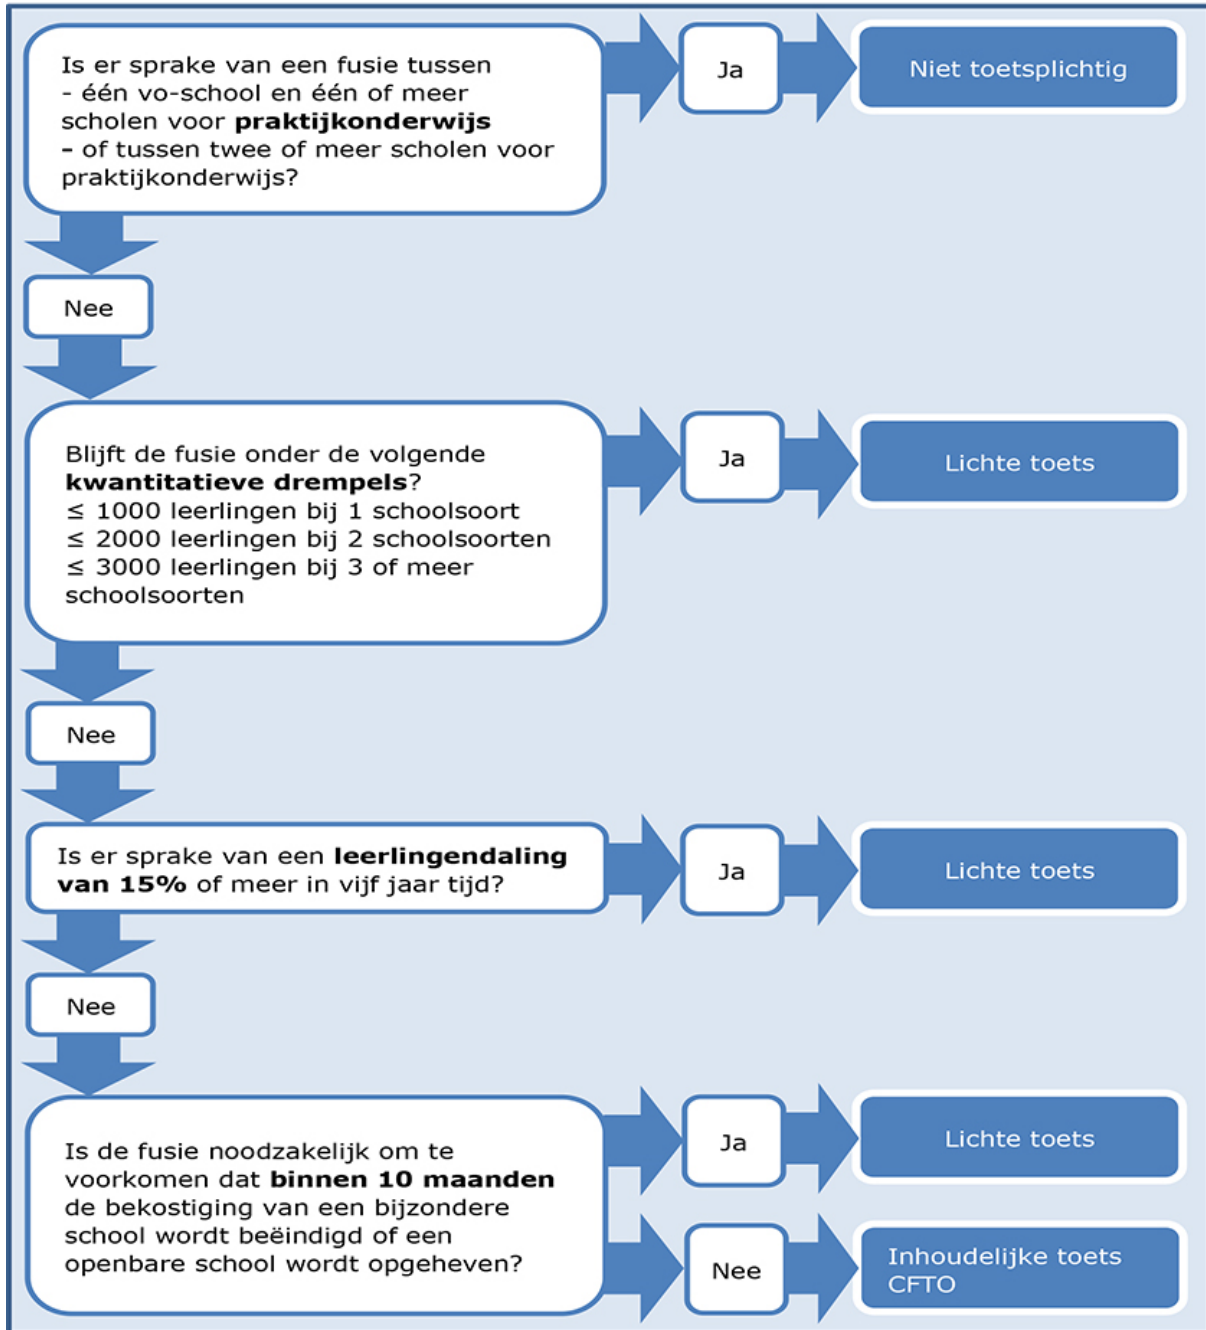 Is er sprake van een fusie tussen
- één vo-school en één of meer
scholen voor praktijkonderwijs
- of tussen twee of meer scholen voor
praktijkonderwijs?
Ja
Niet toetsplichtig
Nee
Blijft de fusie onder de volgende
kwantitatieve drempels?
≤ 1000 leerlingen bij 1 schoolsoort
≤ 2000 leerlingen bij 2 schoolsoorten
≤ 3000 leerlingen bij 3 of meer
schoolsoorten
Ja
Lichte toets
Nee
Is er sprake van een leerlingendaling
van 15% of meer in vijf jaar tijd?
Ja
Lichte toets
Nee
Is de fusie noodzakelijk om te
voorkomen dat binnen 10 maanden
de bekostiging van een bijzondere
school wordt beëindigd of een
openbare school wordt opgeheven?
Ja
Lichte toets
Nee
Inhoudelijke toets
CFTO